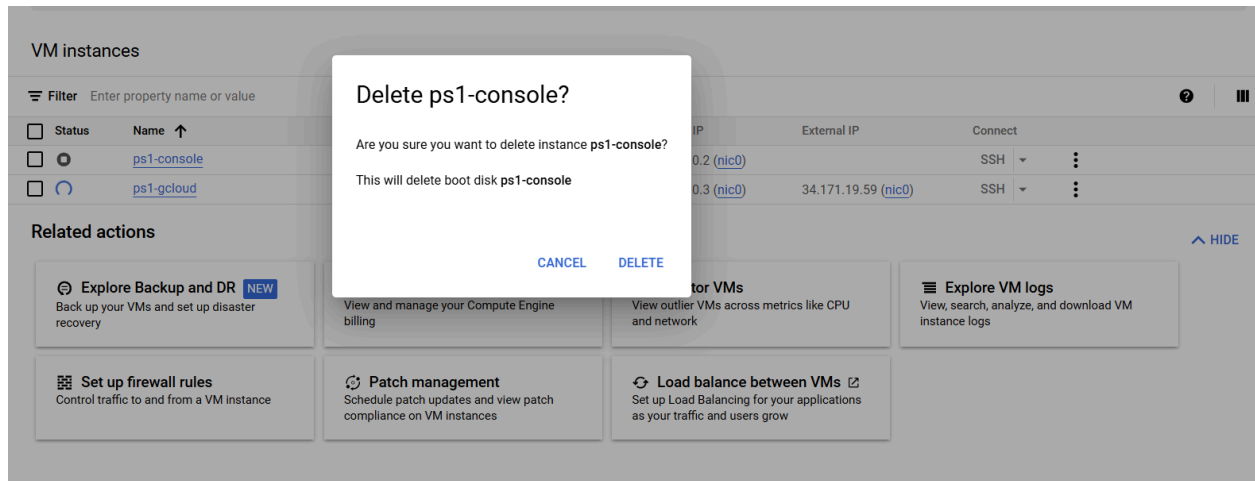 VM instances
Filter Enter property name or value
Status Name IP External IP Connect
ps1-console 0.2 (nic0) SSH
ps1-gcloud 0.3 (nic0) 34.171.19.59 (nic0) SSH
Delete ps1-console?
Are you sure you want to delete instance ps1-console?
This will delete boot disk ps1-console
CANCEL DELETE
Related actions
HIDE
Explore Backup and DR NEW
Back up your VMs and set up disaster
recovery
View and manage your Compute Engine
billing
tor VMs
View outlier VMs across metrics like CPU
and network
Explore VM logs
View, search, analyze, and download VM
instance logs
Set up firewall rules
Control traffic to and from a VM instance
Patch management
Schedule patch updates and view patch
compliance on VM instances
Load balance between VMs
Set up Load Balancing for your applications
as your traffic and users grow